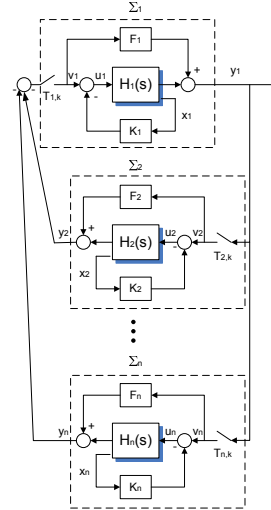 Σ1
F1
v1 u1 H1(s) + y1
- -
T1,k - x1
K1
Σ2
F2
y2 + H2(s) u2 v2
x2 - T2,k
K2
Σn
Fn
yn + Hn(s) un vn
xn - Tn,k
Kn